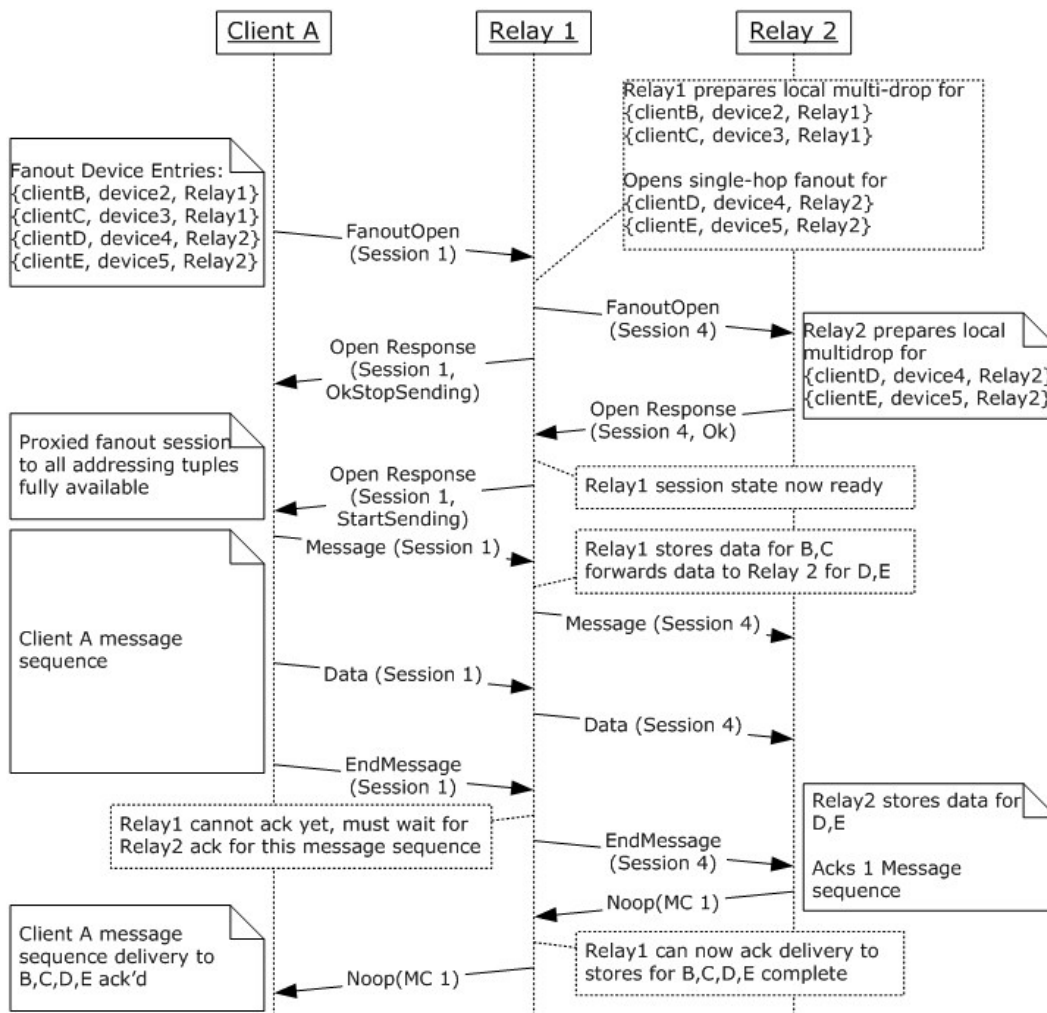 Client A
Relay 1
Relay 2
Relay1 prepares local multi-drop for
{clientB, device2, Relay1}
{clientC, device3, Relay1}
Opens single-hop fanout for
{clientD, device4, Relay2}
{clientE, device5, Relay2}
Fanout Device Entries:
{clientB, device2, Relay1}
{clientC, device3, Relay1}
{clientD, device4, Relay2}
{clientE, device5, Relay2}
FanoutOpen
(Session 1)
FanoutOpen
(Session 4)
Relay2 prepares local
multidrop for
{clientD, device4, Relay2}
{clientE, device5, Relay2}
Open Response
(Session 1,
OkStopSending)
Open Response
(Session 4, Ok)
Proxied fanout session
to all addressing tuples
fully available
Open Response
(Session 1,
StartSending)
Relay1 session state now ready
Message (Session 1)
Relay1 stores data for B,C
forwards data to Relay 2 for D,E
Message (Session 4)
Client A message
sequence
Data (Session 1)
Data (Session 4)
EndMessage
(Session 1)
Relay1 cannot ack yet, must wait for
Relay2 ack for this message sequence
EndMessage
(Session 4)
Relay2 stores data for
D,E
Acks 1 Message
sequence
Noop(MC 1)
Client A message
sequence delivery to
B,C,D,E ack'd
Relay1 can now ack delivery to
stores for B,C,D,E complete
Noop(MC 1)